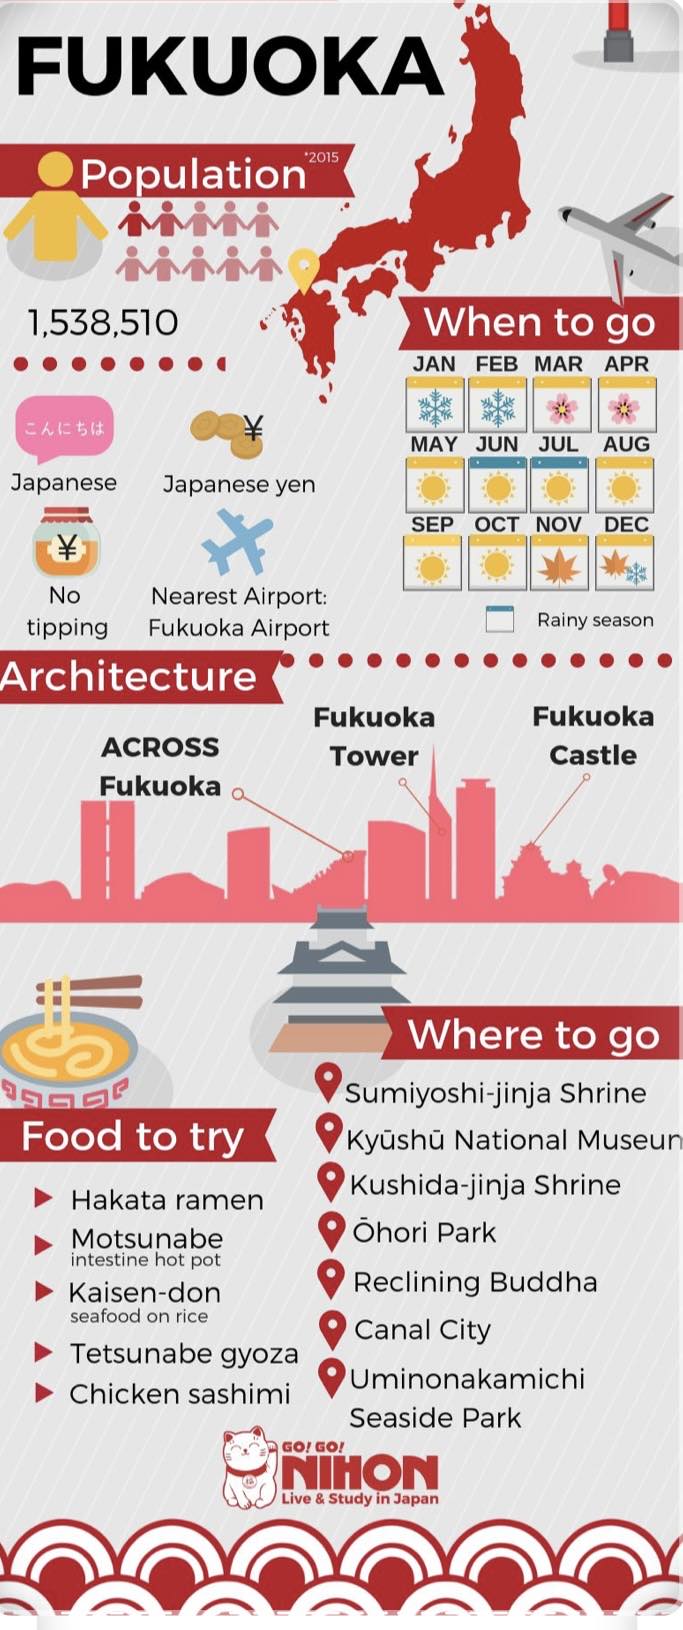 FUKUOKA
Population *2015
1,538,510
When to go
JAN FEB MAR APR
MAY JUN JUL AUG
SEP OCT NOV DEC
Rainy season
こんにちは
Japanese
¥
Japanese yen
¥
No
tipping
Nearest Airport:
Fukuoka Airport
Architecture
ACROSS
Fukuoka
Fukuoka
Tower
Fukuoka
Castle
Where to go
Sumiyoshi-jinja Shrine
Kyūshū National Museun
Kushida-jinja Shrine
Ōhori Park
Reclining Buddha
Canal City
Uminonakamichi
Seaside Park
Food to try
Hakata ramen
Motsunabe
intestine hot pot
Kaisen-don
seafood on rice
Tetsunabe gyoza
Chicken sashimi
GO! GO!
NIHON
Live & Study in Japan